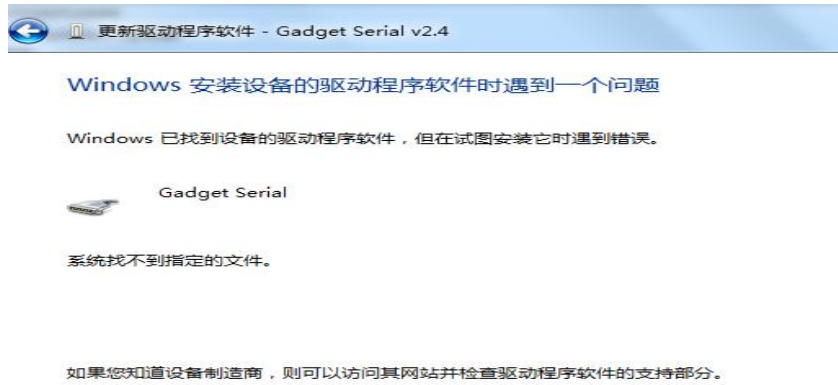 更新驱动程序软件 - Gadget Serial v2.4
Windows 安装设备的驱动程序软件时遇到一个问题
Windows 已找到设备的驱动程序软件，但在试图安装它时遇到错误。
Gadget Serial
系统找不到指定的文件。
如果您知道设备制造商，则可以访问其网站并检查驱动程序软件的支持部分。